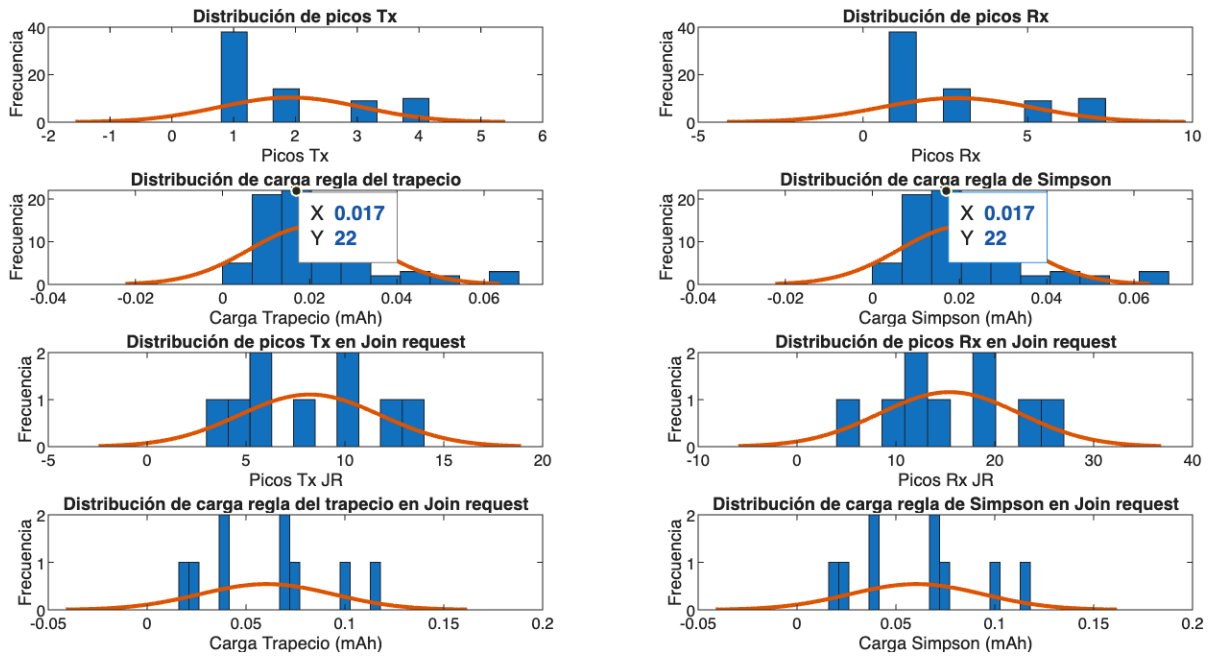 Distribución de picos Tx
Frecuencia
40
20
0
-2 -1 0 1 2 3 4 5 6
Picos Tx
Distribución de picos Rx
Frecuencia
40
20
0
-5 0 5 10
Picos Rx
Distribución de carga regla del trapecio
Frecuencia
20
10
0
X 0.017
Y 22
-0.04 -0.02 0 0.02 0.04 0.06
Carga Trapecio (mAh)
Distribución de carga regla de Simpson
Frecuencia
20
10
0
X 0.017
Y 22
-0.04 -0.02 0 0.02 0.04 0.06
Carga Simpson (mAh)
Distribución de picos Tx en Join request
Frecuencia
2
1
0
-5 0 5 10 15 20
Picos Tx JR
Distribución de picos Rx en Join request
Frecuencia
2
1
0
-10 0 10 20 30 40
Picos Rx JR
Distribución de carga regla del trapecio en Join request
Frecuencia
2
1
0
-0.05 0 0.05 0.1 0.15 0.2
Carga Trapecio (mAh)
Distribución de carga regla de Simpson en Join request
Frecuencia
2
1
0
-0.05 0 0.05 0.1 0.15 0.2
Carga Simpson (mAh)